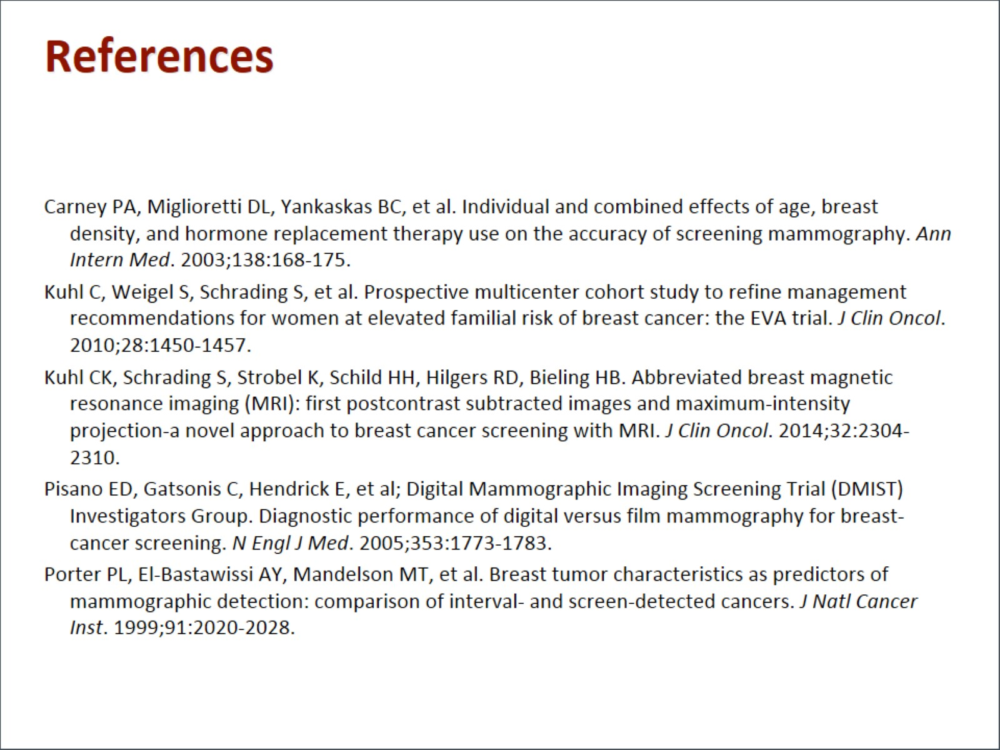 References
Carney PA, Miglioretti DL, Yankaskas BC, et al. Individual and combined effects of age, breast
density, and hormone replacement therapy use on the accuracy of screening mammography. Ann
Intern Med. 2003;138:168-175.
Kuhl C, Weigel S, Schrading S, et al. Prospective multicenter cohort study to refine management
recommendations for women at elevated familial risk of breast cancer: the EVA trial. J Clin Oncol.
2010;28:1450-1457.
Kuhl CK, Schrading S, Strobel K, Schild HH, Hilgers RD, Bieling HB. Abbreviated breast magnetic
resonance imaging (MRI): first postcontrast subtracted images and maximum-intensity
projection-a novel approach to breast cancer screening with MRI. J Clin Oncol. 2014;32:2304-
2310.
Pisano ED, Gatsonis C, Hendrick E, et al; Digital Mammographic Imaging Screening Trial (DMIST)
Investigators Group. Diagnostic performance of digital versus film mammography for breast-
cancer screening. N Engl J Med. 2005;353:1773-1783.
Porter PL, El-Bastawissi AY, Mandelson MT, et al. Breast tumor characteristics as predictors of
mammographic detection: comparison of interval- and screen-detected cancers. J Natl Cancer
Inst. 1999;91:2020-2028.